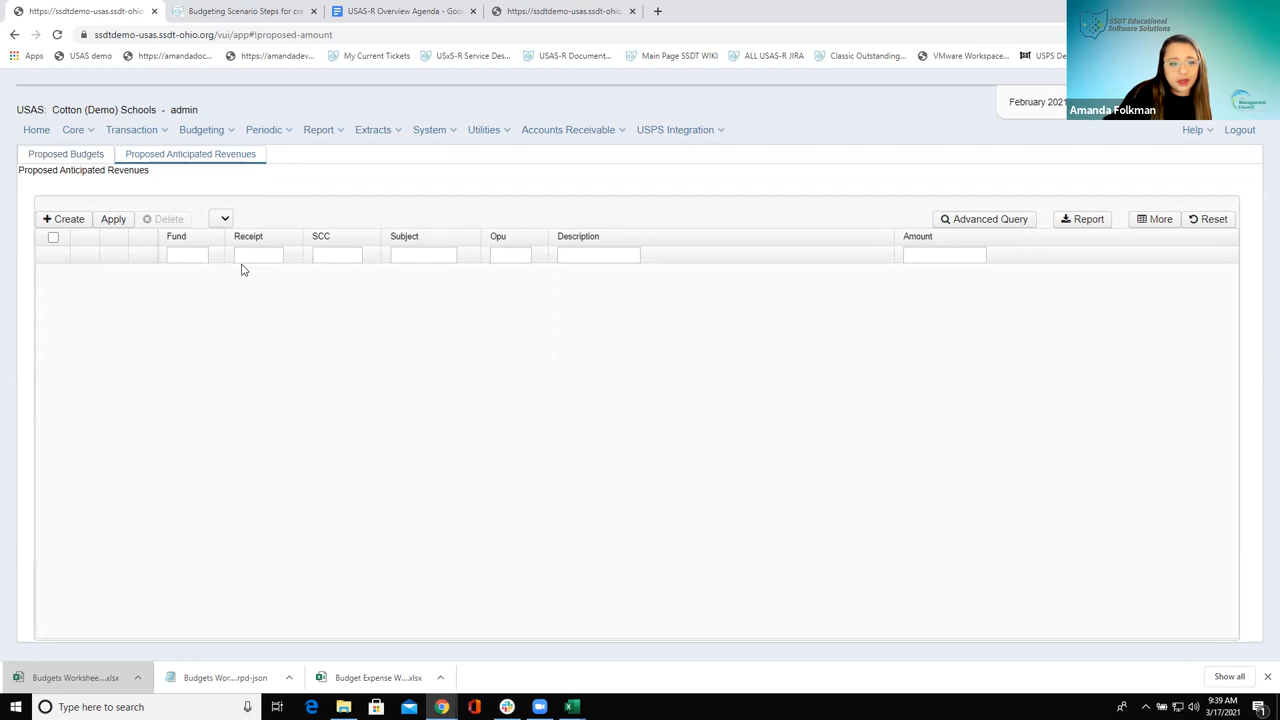 https://ssdtdemo-usas.ssdt-ohio
Budgeting Scenario Steps for cre
USAS-R Overview Agenda - Goo
https://ssdtdemo-usas.ssdt-ohio
ssdtdemo-usas.ssdt-ohio.org/vui/app#!proposed-amount
Apps
USAS demo
https://amandadoc...
https://amandadev...
My Current Tickets
USxS-R Service Des...
USAS-R Document...
Main Page SSDT WIKI
ALL USAS-R JIRA
Classic Outstanding...
VMware Workspace...
USPS De
SSDT Educational
Software Solutions
Management
Council
Amanda Folkman
USAS: Cotton (Demo) Schools - admin
February 2021
Home
Core
Transaction
Budgeting
Periodic
Report
Extracts
System
Utilities
Accounts Receivable
USPS Integration
Help
Logout
Proposed Budgets
Proposed Anticipated Revenues
Proposed Anticipated Revenues
Create
Apply
Delete
Advanced Query
Report
More
Reset
Fund
Receipt
SCC
Subject
Opu
Description
Amount
Budgets Workshee....xlsx
Budgets Wor....rpd-json
Budget Expense W....xlsx
Show all
Type here to search
9:39 AM
3/17/2021
1